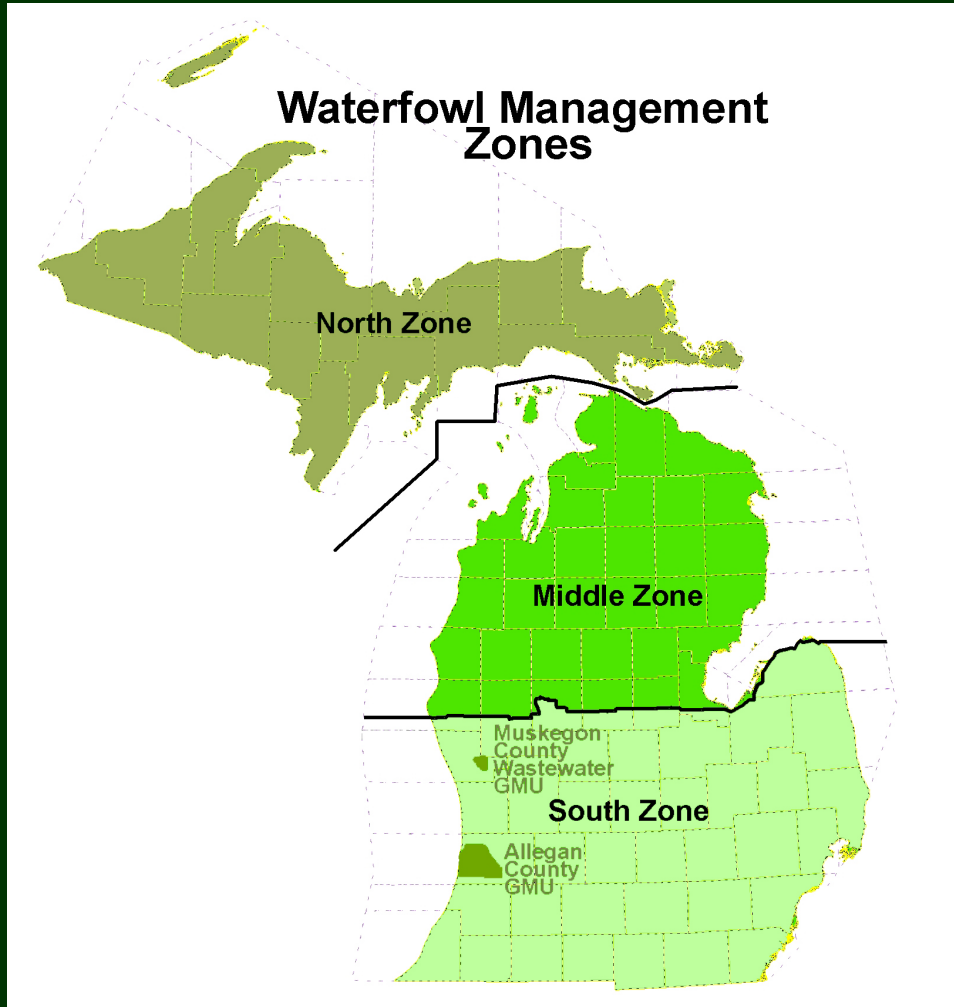 Waterfowl Management
Zones
North Zone
Middle Zone
Muskegon
County
Wastewater
GMU
South Zone
Allegan
County
GMU